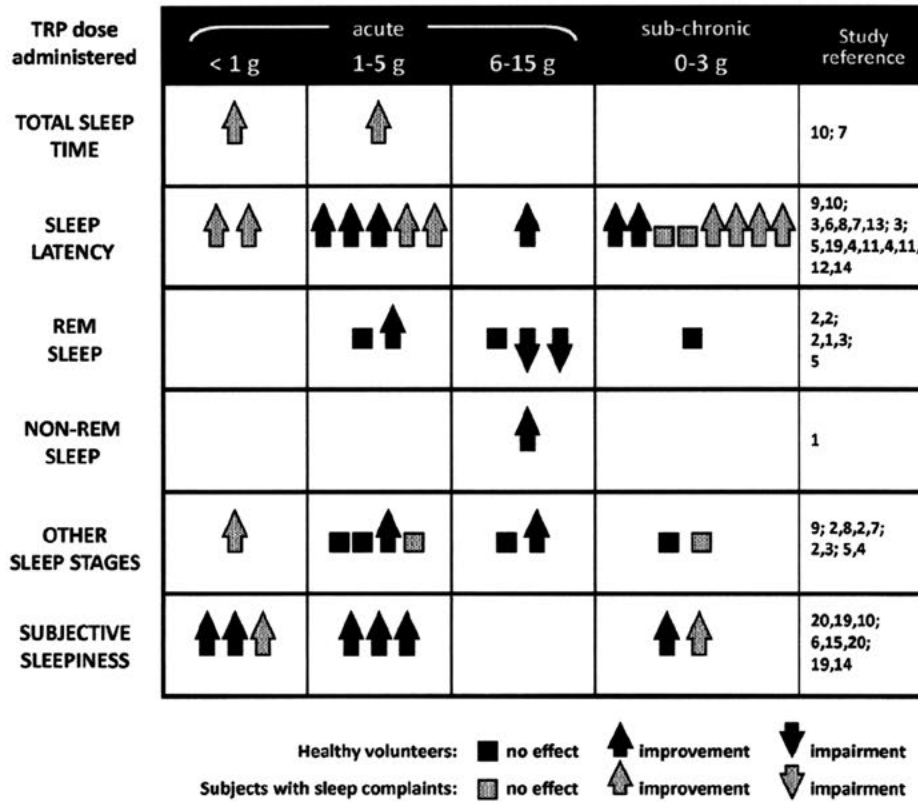 TRP dose
administered
acute
sub-chronic
Study
reference
< 1 g
1-5 g
6-15 g
0-3 g
TOTAL SLEEP
TIME
10; 7
SLEEP
LATENCY
9,10;
3,6,8,7,13; 3;
5,19,4,11,4,11,
12,14
REM
SLEEP
2,2;
2,1,3;
5
NON-REM
SLEEP
1
OTHER
SLEEP STAGES
9; 2,8,2,7;
2,3; 5,4
SUBJECTIVE
SLEEPINESS
20,19,10;
6,15,20;
19,14
Healthy volunteers: no effect improvement impairment
Subjects with sleep complaints: no effect improvement impairment